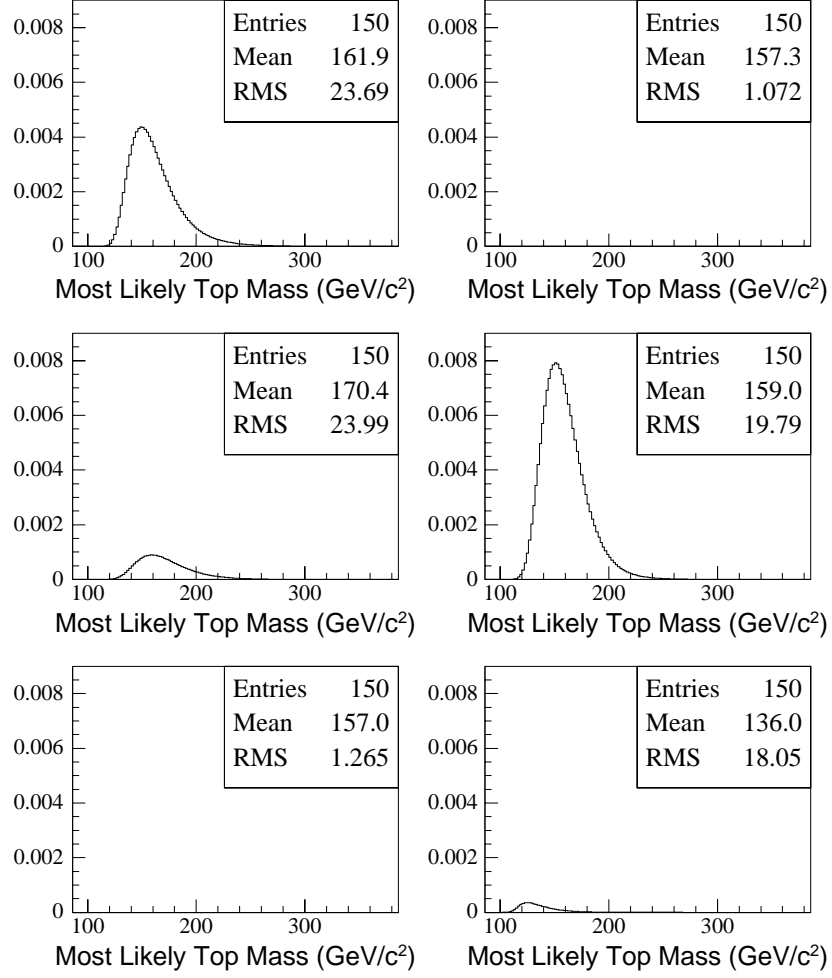 0.008
0.006
0.004
0.002
0
Entries 150
Mean 161.9
RMS 23.69
100 200 300
Most Likely Top Mass (GeV/c²)
0.008
0.006
0.004
0.002
0
Entries 150
Mean 157.3
RMS 1.072
100 200 300
Most Likely Top Mass (GeV/c²)
0.008
0.006
0.004
0.002
0
Entries 150
Mean 170.4
RMS 23.99
100 200 300
Most Likely Top Mass (GeV/c²)
0.008
0.006
0.004
0.002
0
Entries 150
Mean 159.0
RMS 19.79
100 200 300
Most Likely Top Mass (GeV/c²)
0.008
0.006
0.004
0.002
0
Entries 150
Mean 157.0
RMS 1.265
100 200 300
Most Likely Top Mass (GeV/c²)
0.008
0.006
0.004
0.002
0
Entries 150
Mean 136.0
RMS 18.05
100 200 300
Most Likely Top Mass (GeV/c²)